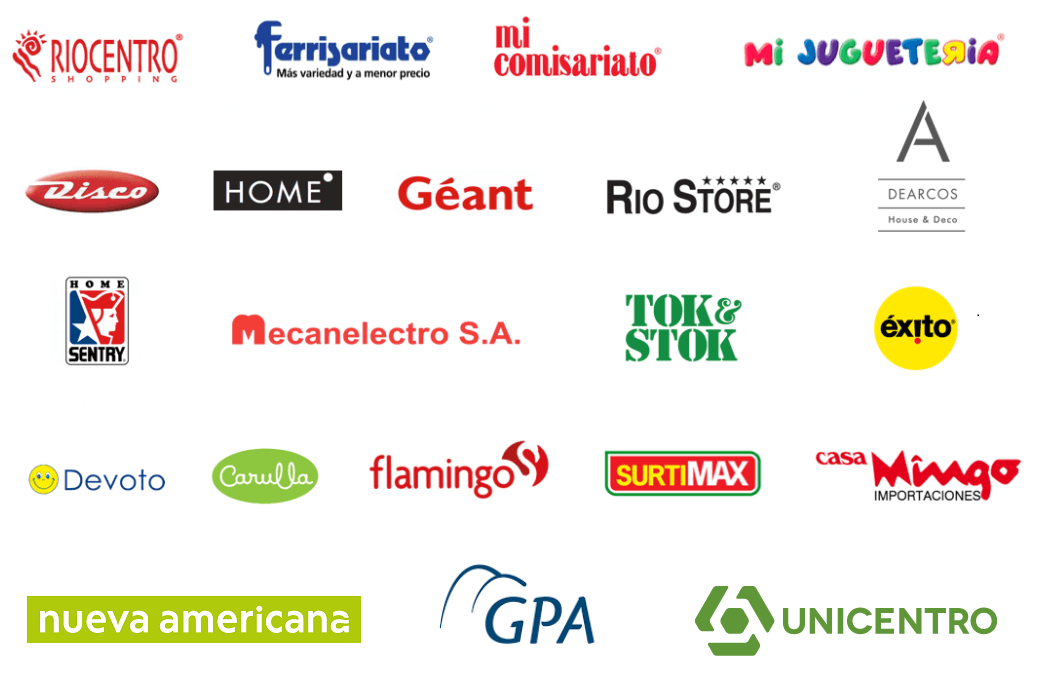 RIOCENTRO®
SHOPPING
Ferrisariato®
Más variedad y a menor precio
mi
comisariato®
Mi JUGUETEЯiA®
Disco
HOME
Géant
RIO STORE®
A
DEARCOS
House & Deco
HOME
SENTRY
Mecanelectro S.A.
TOK&
STOK
éxito
Devoto
Carulla
flamingo
SURTIMAX
casa
Mingo
IMPORTACIONES
nueva americana
GPA
UNICENTRO